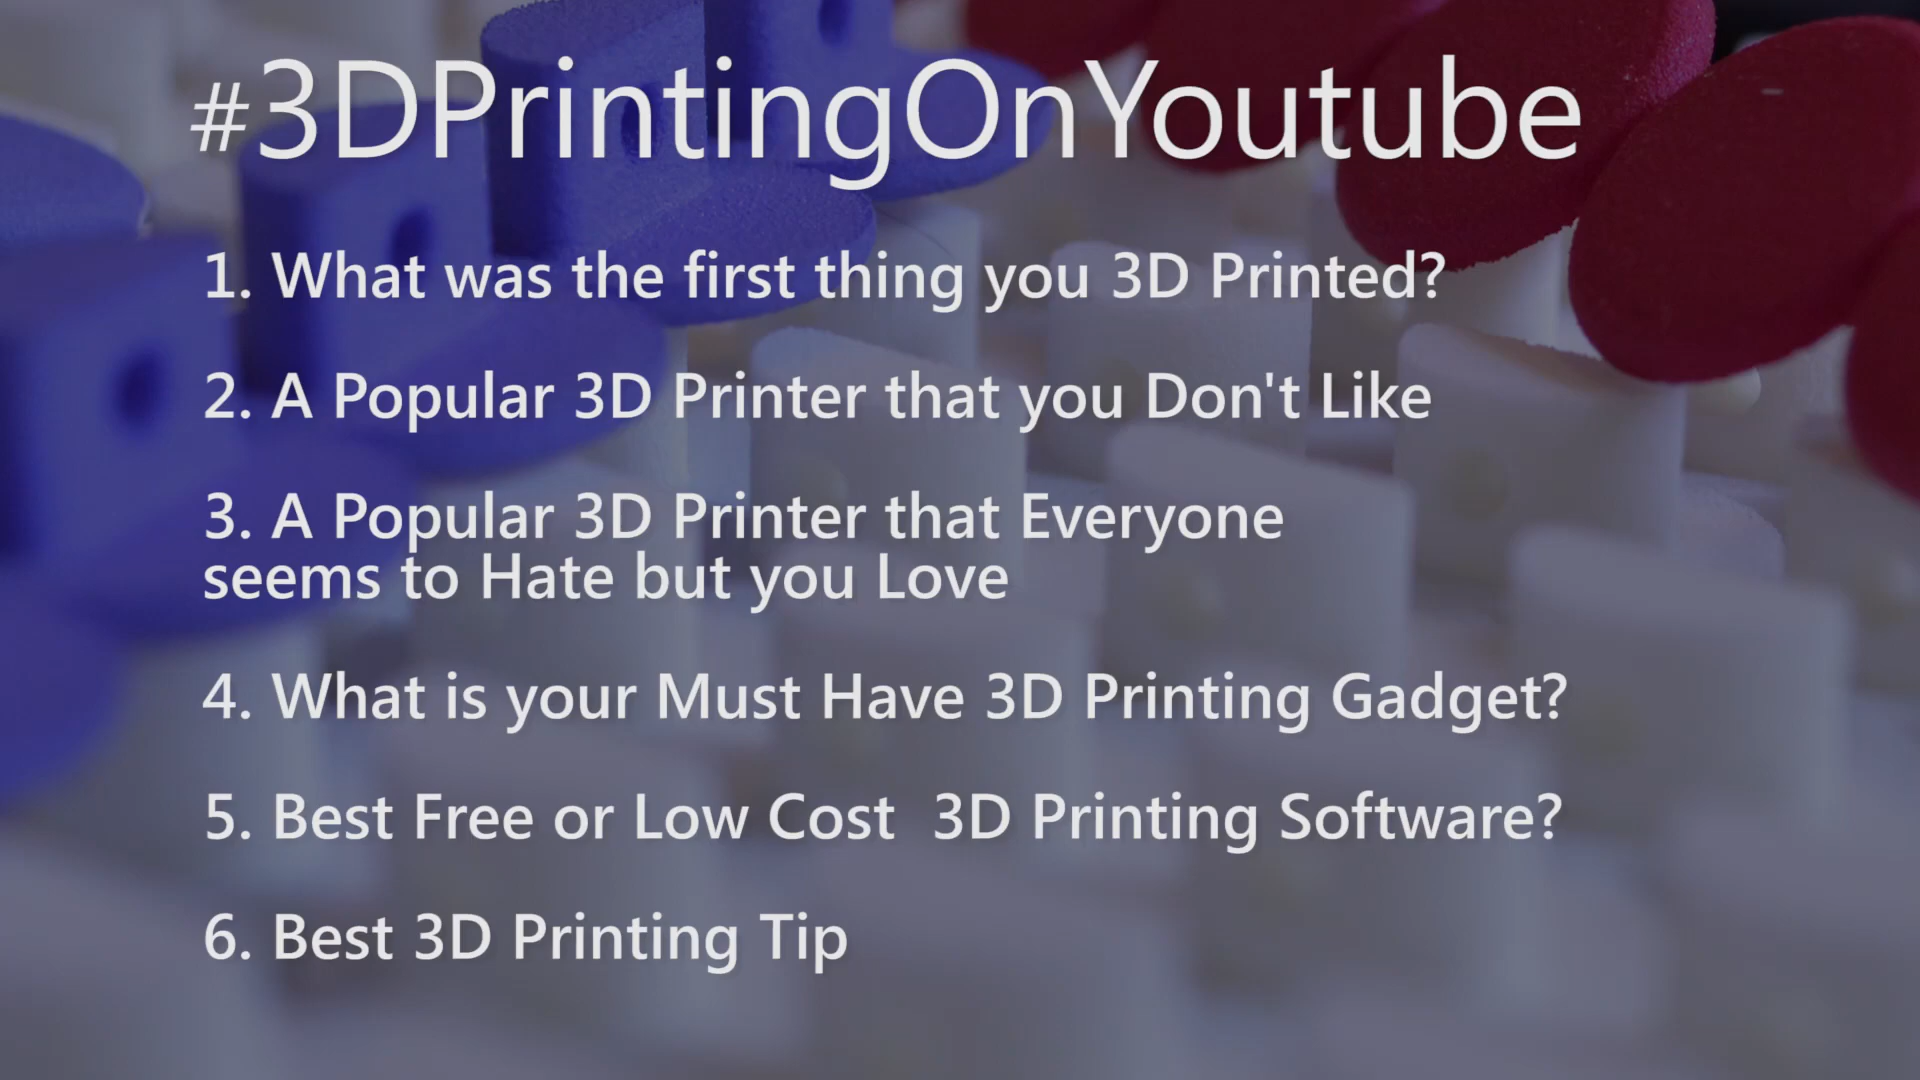 #3DPrintingOnYoutube
1. What was the first thing you 3D Printed?
2. A Popular 3D Printer that you Don't Like
3. A Popular 3D Printer that Everyone
seems to Hate but you Love
4. What is your Must Have 3D Printing Gadget?
5. Best Free or Low Cost  3D Printing Software?
6. Best 3D Printing Tip